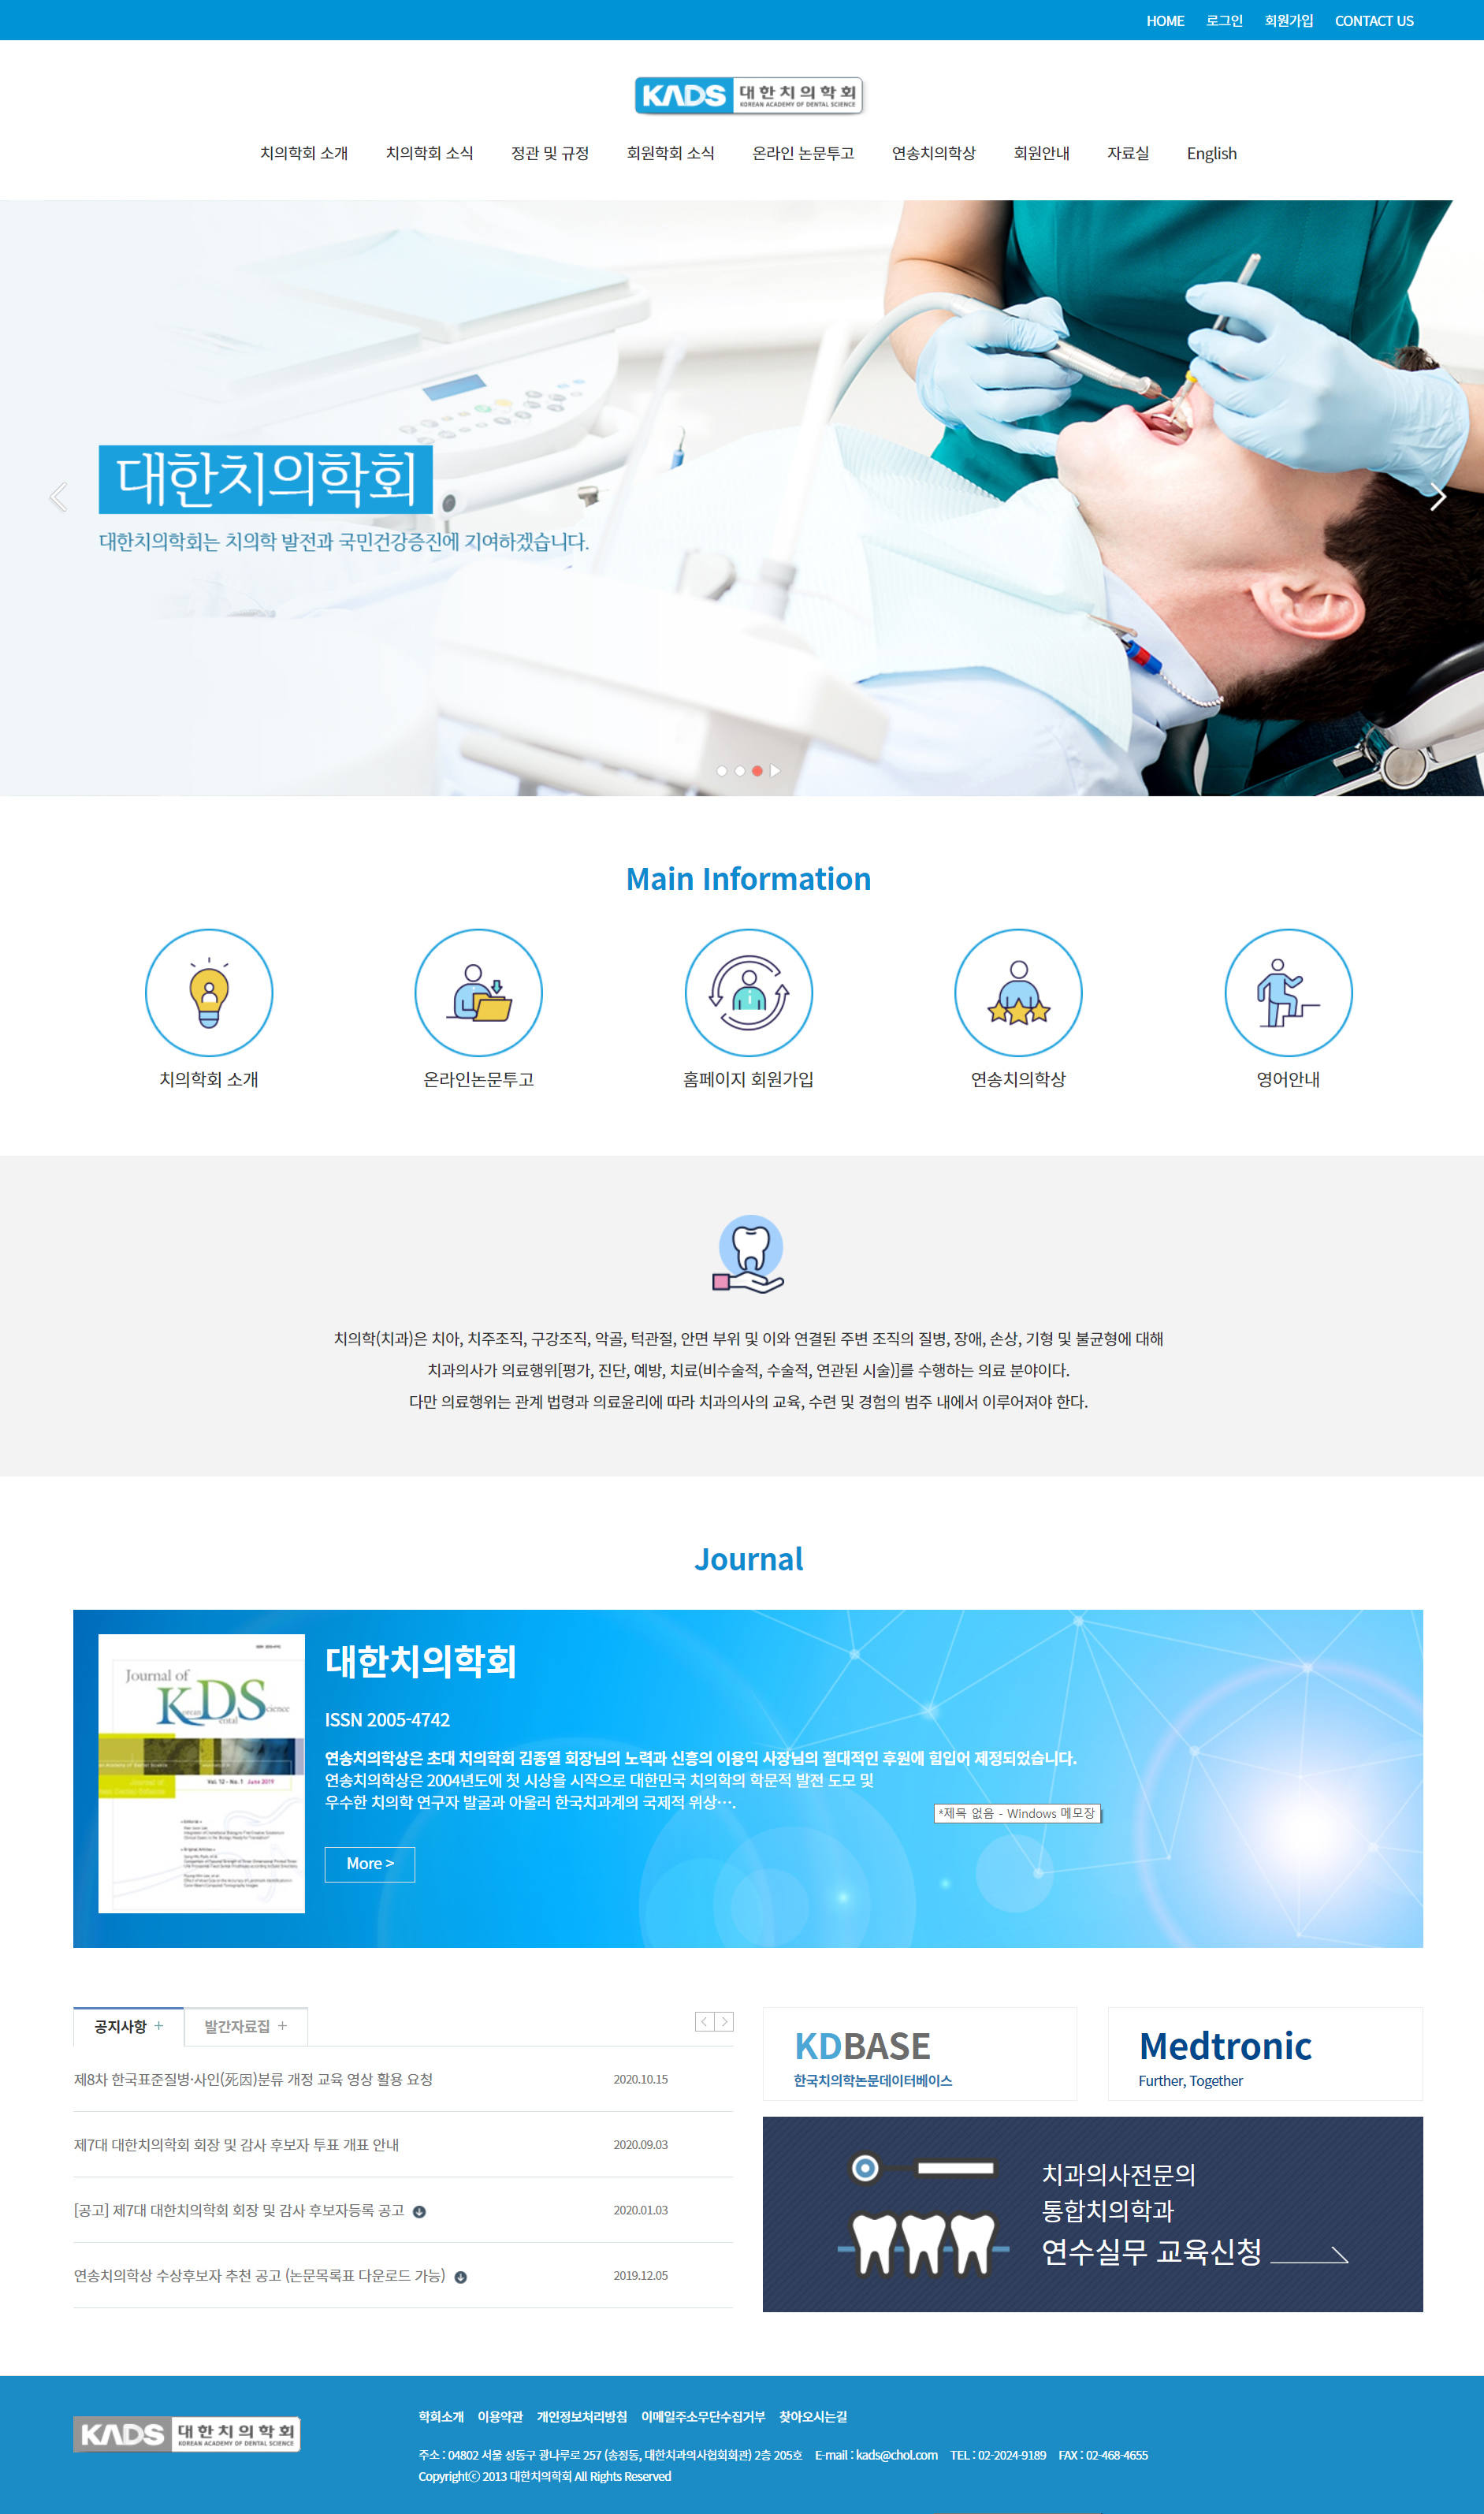 HOME 로그인 회원가입 CONTACT US
KADS 대한치의학회
KOREAN ACADEMY OF DENTAL SCIENCE
치의학회 소개 치의학회 소식 정관 및 규정 회원학회 소식 온라인 논문투고 연송치의학상 회원안내 자료실 English
대한치의학회
대한치의학회는 치의학 발전과 국민건강증진에 기여하겠습니다.
Main Information
치의학회 소개 온라인논문투고 홈페이지 회원가입 연송치의학상 영어안내
치의학(치과)은 치아, 치주조직, 구강조직, 악골, 턱관절, 안면 부위 및 이와 연결된 주변 조직의 질병, 장애, 손상, 기형 및 불균형에 대해
치과의사가 의료행위[평가, 진단, 예방, 치료(비수술적, 수술적, 연관된 시술)]를 수행하는 의료 분야이다.
다만 의료행위는 관계 법령과 의료윤리에 따라 치과의사의 교육, 수련 및 경험의 범주 내에서 이루어져야 한다.
Journal
Journal of
KDS
Korean Dental Science
Vol. 12 - No. 1 June 2019
대한치의학회
ISSN 2005-4742
연송치의학상은 초대 치의학회 김종열 회장님의 노력과 신흥의 이용익 사장님의 절대적인 후원에 힘입어 제정되었습니다.
연송치의학상은 2004년도에 첫 시상을 시작으로 대한민국 치의학의 학문적 발전 도모 및
우수한 치의학 연구자 발굴과 아울러 한국치과계의 국제적 위상….
*제목 없음 - Windows 메모장
More >
공지사항 + 발간자료집 +
제8차 한국표준질병·사인(死因)분류 개정 교육 영상 활용 요청 2020.10.15
제7대 대한치의학회 회장 및 감사 후보자 투표 개표 안내 2020.09.03
[공고] 제7대 대한치의학회 회장 및 감사 후보자등록 공고 2020.01.03
연송치의학상 수상후보자 추천 공고 (논문목록표 다운로드 가능) 2019.12.05
KDBASE
한국치의학논문데이터베이스
Medtronic
Further, Together
치과의사전문의
통합치의학과
연수실무 교육신청
KADS 대한치의학회
KOREAN ACADEMY OF DENTAL SCIENCE
학회소개 이용약관 개인정보처리방침 이메일주소무단수집거부 찾아오시는길
주소 : 04802 서울 성동구 광나루로 257 (송정동, 대한치과의사협회회관) 2층 205호 E-mail : kads@chol.com TEL : 02-2024-9189 FAX : 02-468-4655
Copyrightⓒ 2013 대한치의학회 All Rights Reserved